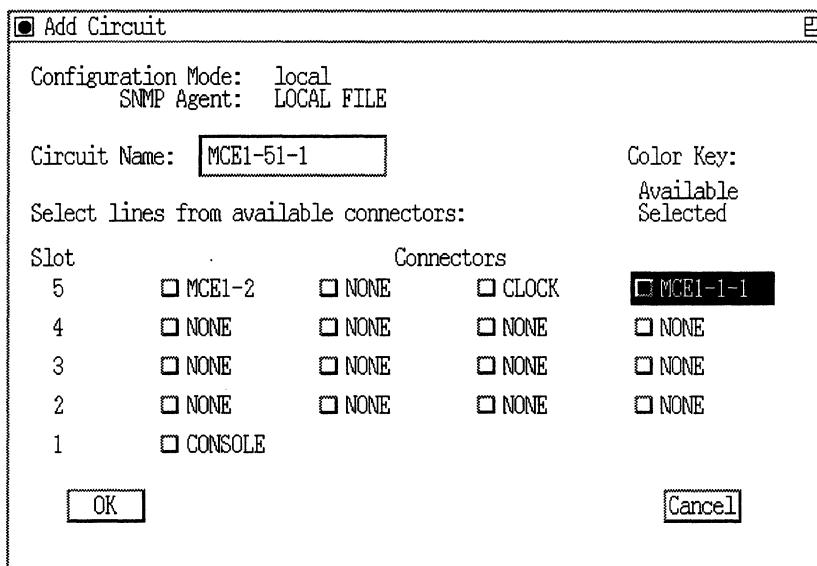 Add Circuit
Configuration Mode: local
SNMP Agent: LOCAL FILE
Circuit Name: MCE1-51-1 Color Key:
Available
Select lines from available connectors: Selected
Slot Connectors
5 MCE1-2 NONE CLOCK MCE1-1-1
4 NONE NONE NONE NONE
3 NONE NONE NONE NONE
2 NONE NONE NONE NONE
1 CONSOLE
OK Cancel